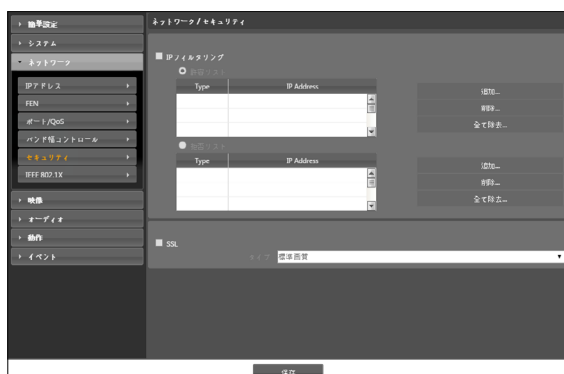 簡単設定
システム
ネットワーク
IPアドレス
FEN
ポート/QoS
バンド幅コントロール
セキュリティ
IEEE 802.1X
映像
オーディオ
動作
イベント
ネットワーク / セキュリティ
IPフィルタリング
許容リスト
Type IP Address
追加...
削除...
全て除去...
拒否リスト
Type IP Address
追加...
削除...
全て除去...
SSL
タイプ 標準画質
保存